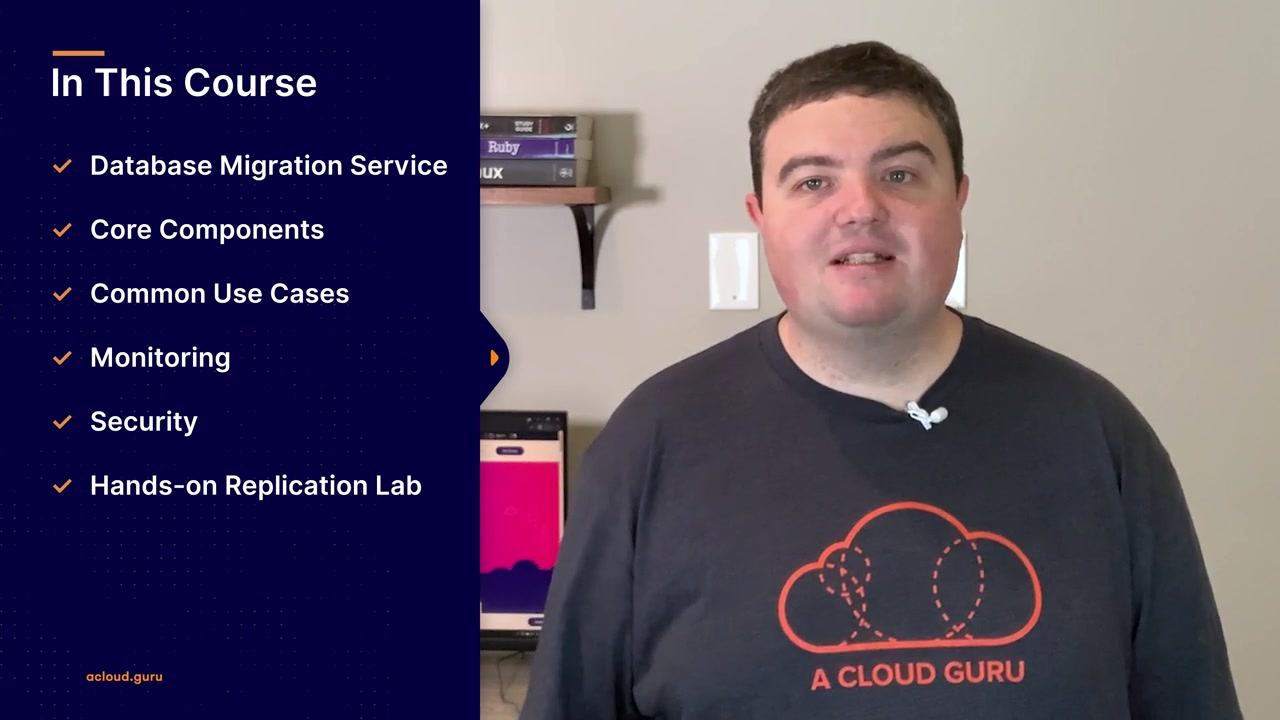 In This Course
Database Migration Service
Core Components
Common Use Cases
Monitoring
Security
Hands-on Replication Lab
acloud.guru
STUDY
GUIDE
Ruby
UX
A CLOUD GURU